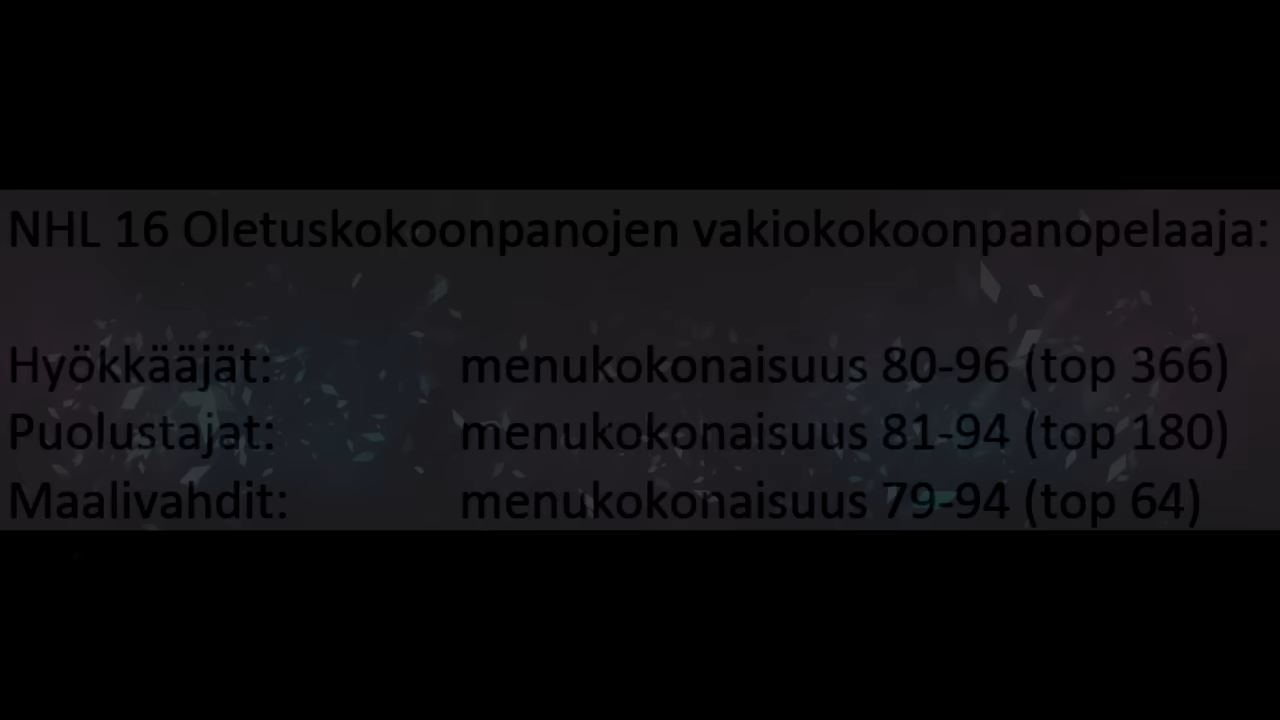 NHL 16 Oletuskokoonpanojen vakiokokoonpanopelaaja:
Hyökkääjät: menukokonaisuus 80-96 (top 366)
Puolustajat: menukokonaisuus 81-94 (top 180)
Maalivahdit: menukokonaisuus 79-94 (top 64)